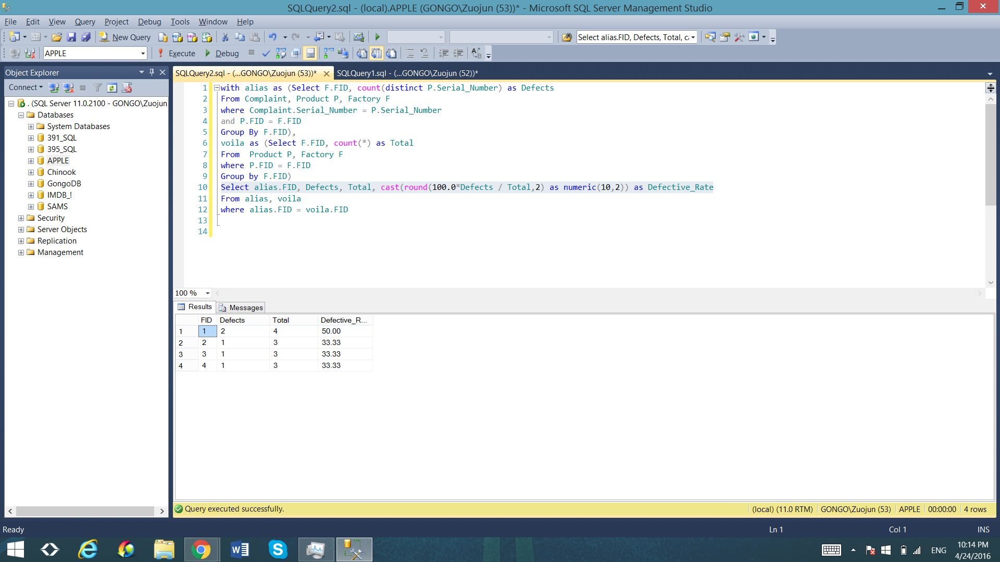 SQLQuery2.sql - (local).APPLE (GONGO\Zuojun (53))* - Microsoft SQL Server Management Studio
File Edit View Query Project Debug Tools Window Help
New Query Select alias.FID, Defects, Total, ca
APPLE Execute Debug
Object Explorer
Connect
. (SQL Server 11.0.2100 - GONGO\Zuojun
Databases
System Databases
391_SQL
395_SQL
APPLE
Chinook
GongoDB
IMDB_!
SAMS
Security
Server Objects
Replication
Management
SQLQuery2.sql - (...GONGO\Zuojun (53))* SQLQuery1.sql - (...GONGO\Zuojun (52))*
1 with alias as (Select F.FID, count(distinct P.Serial_Number) as Defects
2 From Complaint, Product P, Factory F
3 where Complaint.Serial_Number = P.Serial_Number
4 and P.FID = F.FID
5 Group By F.FID),
6 voila as (Select F.FID, count(*) as Total
7 From  Product P, Factory F
8 where P.FID = F.FID
9 Group by F.FID)
10 Select alias.FID, Defects, Total, cast(round(100.0*Defects / Total,2) as numeric(10,2)) as Defective_Rate
11 From alias, voila
12 where alias.FID = voila.FID
13
14
100 %
Results Messages
FID Defects Total Defective_R...
1 1 2 4 50.00
2 2 1 3 33.33
3 3 1 3 33.33
4 4 1 3 33.33
Query executed successfully. (local) (11.0 RTM) GONGO\Zuojun (53) APPLE 00:00:00 4 rows
Ready Ln 1 Col 1 INS
ENG 10:14 PM
4/24/2016